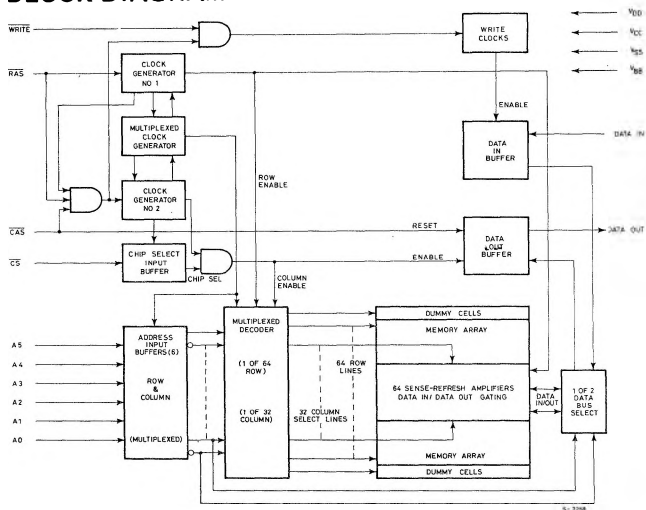 BLOCK DIAGRAM
WRITE
WRITE
CLOCKS
VDD
VCC
VSS
VBB
RAS
CLOCK
GENERATOR
NO 1
ENABLE
MULTIPLEXED
CLOCK
GENERATOR
DATA
IN
BUFFER
DATA IN
ROW
ENABLE
CLOCK
GENERATOR
NO 2
CAS
RESET
DATA
OUT
BUFFER
DATA OUT
CS
CHIP SELECT
INPUT
BUFFER
CHIP SEL
ENABLE
COLUMN
ENABLE
A5
A4
A3
A2
A1
A0
ADDRESS
INPUT
BUFFERS(6)
ROW
&
COLUMN
(MULTIPLEXED)
MULTIPLEXED
DECODER
(1 OF 64
ROW)
(1 OF 32
COLUMN)
64 ROW
LINES
32 COLUMN
SELECT LINES
DUMMY CELLS
MEMORY ARRAY
64 SENSE-REFRESH AMPLIFIERS
DATA IN/DATA OUT GATING
MEMORY ARRAY
DUMMY CELLS
DATA
IN/OUT
1 OF 2
DATA
BUS
SELECT